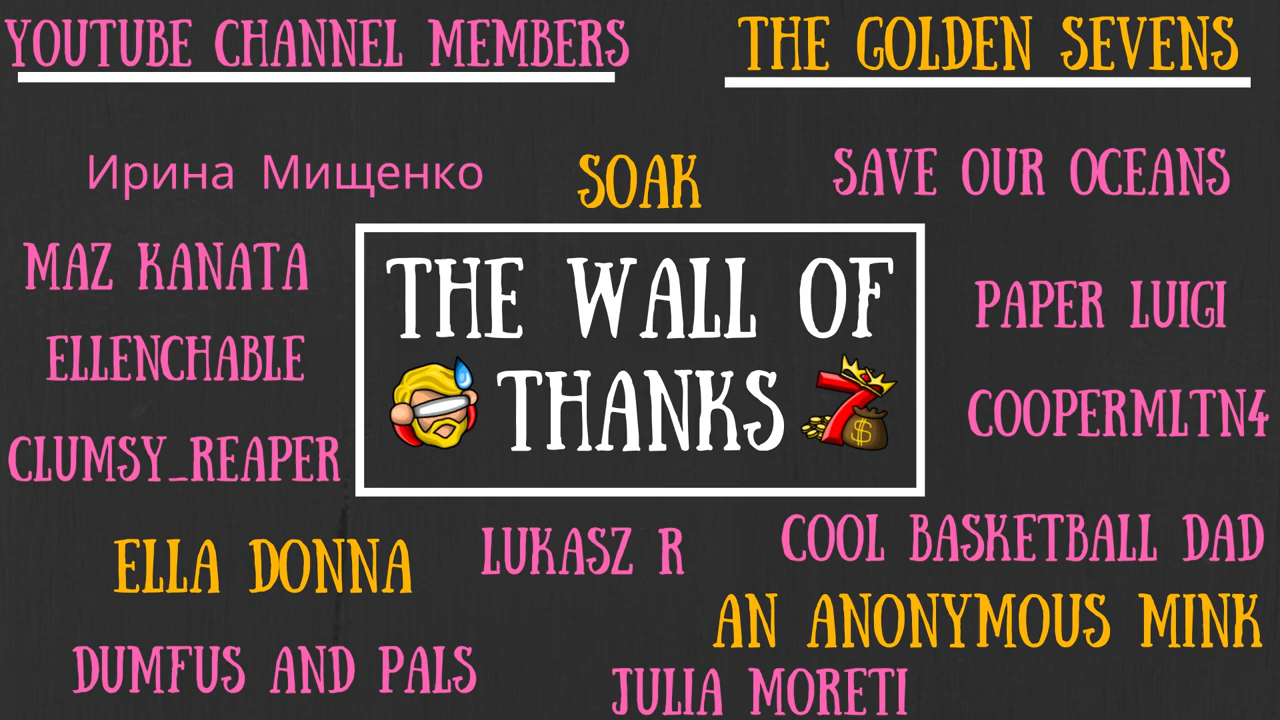 YOUTUBE CHANNEL MEMBERS
THE GOLDEN SEVENS
Ирина Мищенко
SOAK
SAVE OUR OCEANS
MAZ KANATA
PAPER LUIGI
ELLENCHABLE
COOPERMLTN4
CLUMSY_REAPER
THE WALL OF
THANKS
7
$
ELLA DONNA
LUKASZ R
COOL BASKETBALL DAD
AN ANONYMOUS MINK
DUMFUS AND PALS
JULIA MORETI